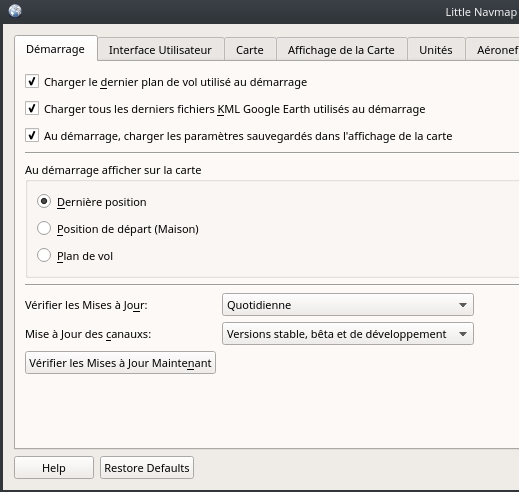 Little Navmap
Démarrage Interface Utilisateur Carte Affichage de la Carte Unités Aéronef
Charger le dernier plan de vol utilisé au démarrage
Charger tous les derniers fichiers KML Google Earth utilisés au démarrage
Au démarrage, charger les paramètres sauvegardés dans l'affichage de la carte
Au démarrage afficher sur la carte
Dernière position
Position de départ (Maison)
Plan de vol
Vérifier les Mises à Jour: Quotidienne
Mise à Jour des canauxs: Versions stable, bêta et de développement
Vérifier les Mises à Jour Maintenant
Help Restore Defaults